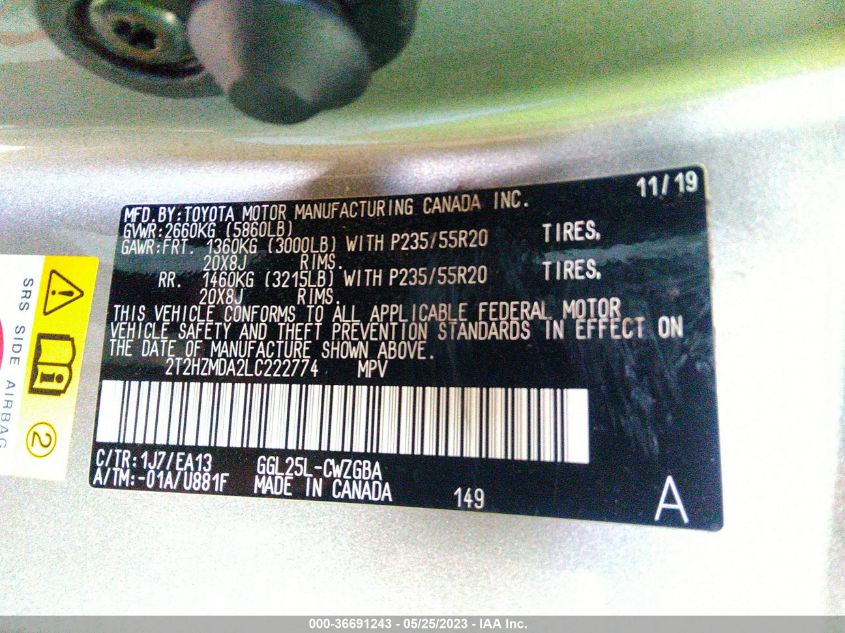 11/19
MFD.BY:TOYOTA MOTOR MANUFACTURING CANADA INC.
GVWR:2660KG (5860LB)
GAWR:FRT. 1360KG (3000LB) WITH P235/55R20 TIRES,
20X8J RIMS.
RR. 1460KG (3215LB) WITH P235/55R20 TIRES,
20X8J RIMS.
THIS VEHICLE CONFORMS TO ALL APPLICABLE FEDERAL MOTOR
VEHICLE SAFETY AND THEFT PREVENTION STANDARDS IN EFFECT ON
THE DATE OF MANUFACTURE SHOWN ABOVE.
2T2HZMDA2LC222774 MPV
C/TR:1J7/EA13 GGL25L-CWZGBA
A/TM:-01A/U881F MADE IN CANADA 149 A
SRS SIDE AIRBAG
2
000-36691243 - 05/25/2023 - IAA Inc.